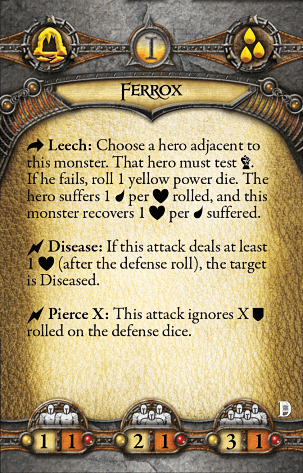 I
FERROX
Leech: Choose a hero adjacent to
this monster. That hero must test .
If he fails, roll 1 yellow power die. The
hero suffers 1 per rolled, and this
monster recovers 1 per suffered.
Disease: If this attack deals at least
1 (after the defense roll), the target
is Diseased.
Pierce X: This attack ignores X
rolled on the defense dice.
D
1 1 2 1 3 1